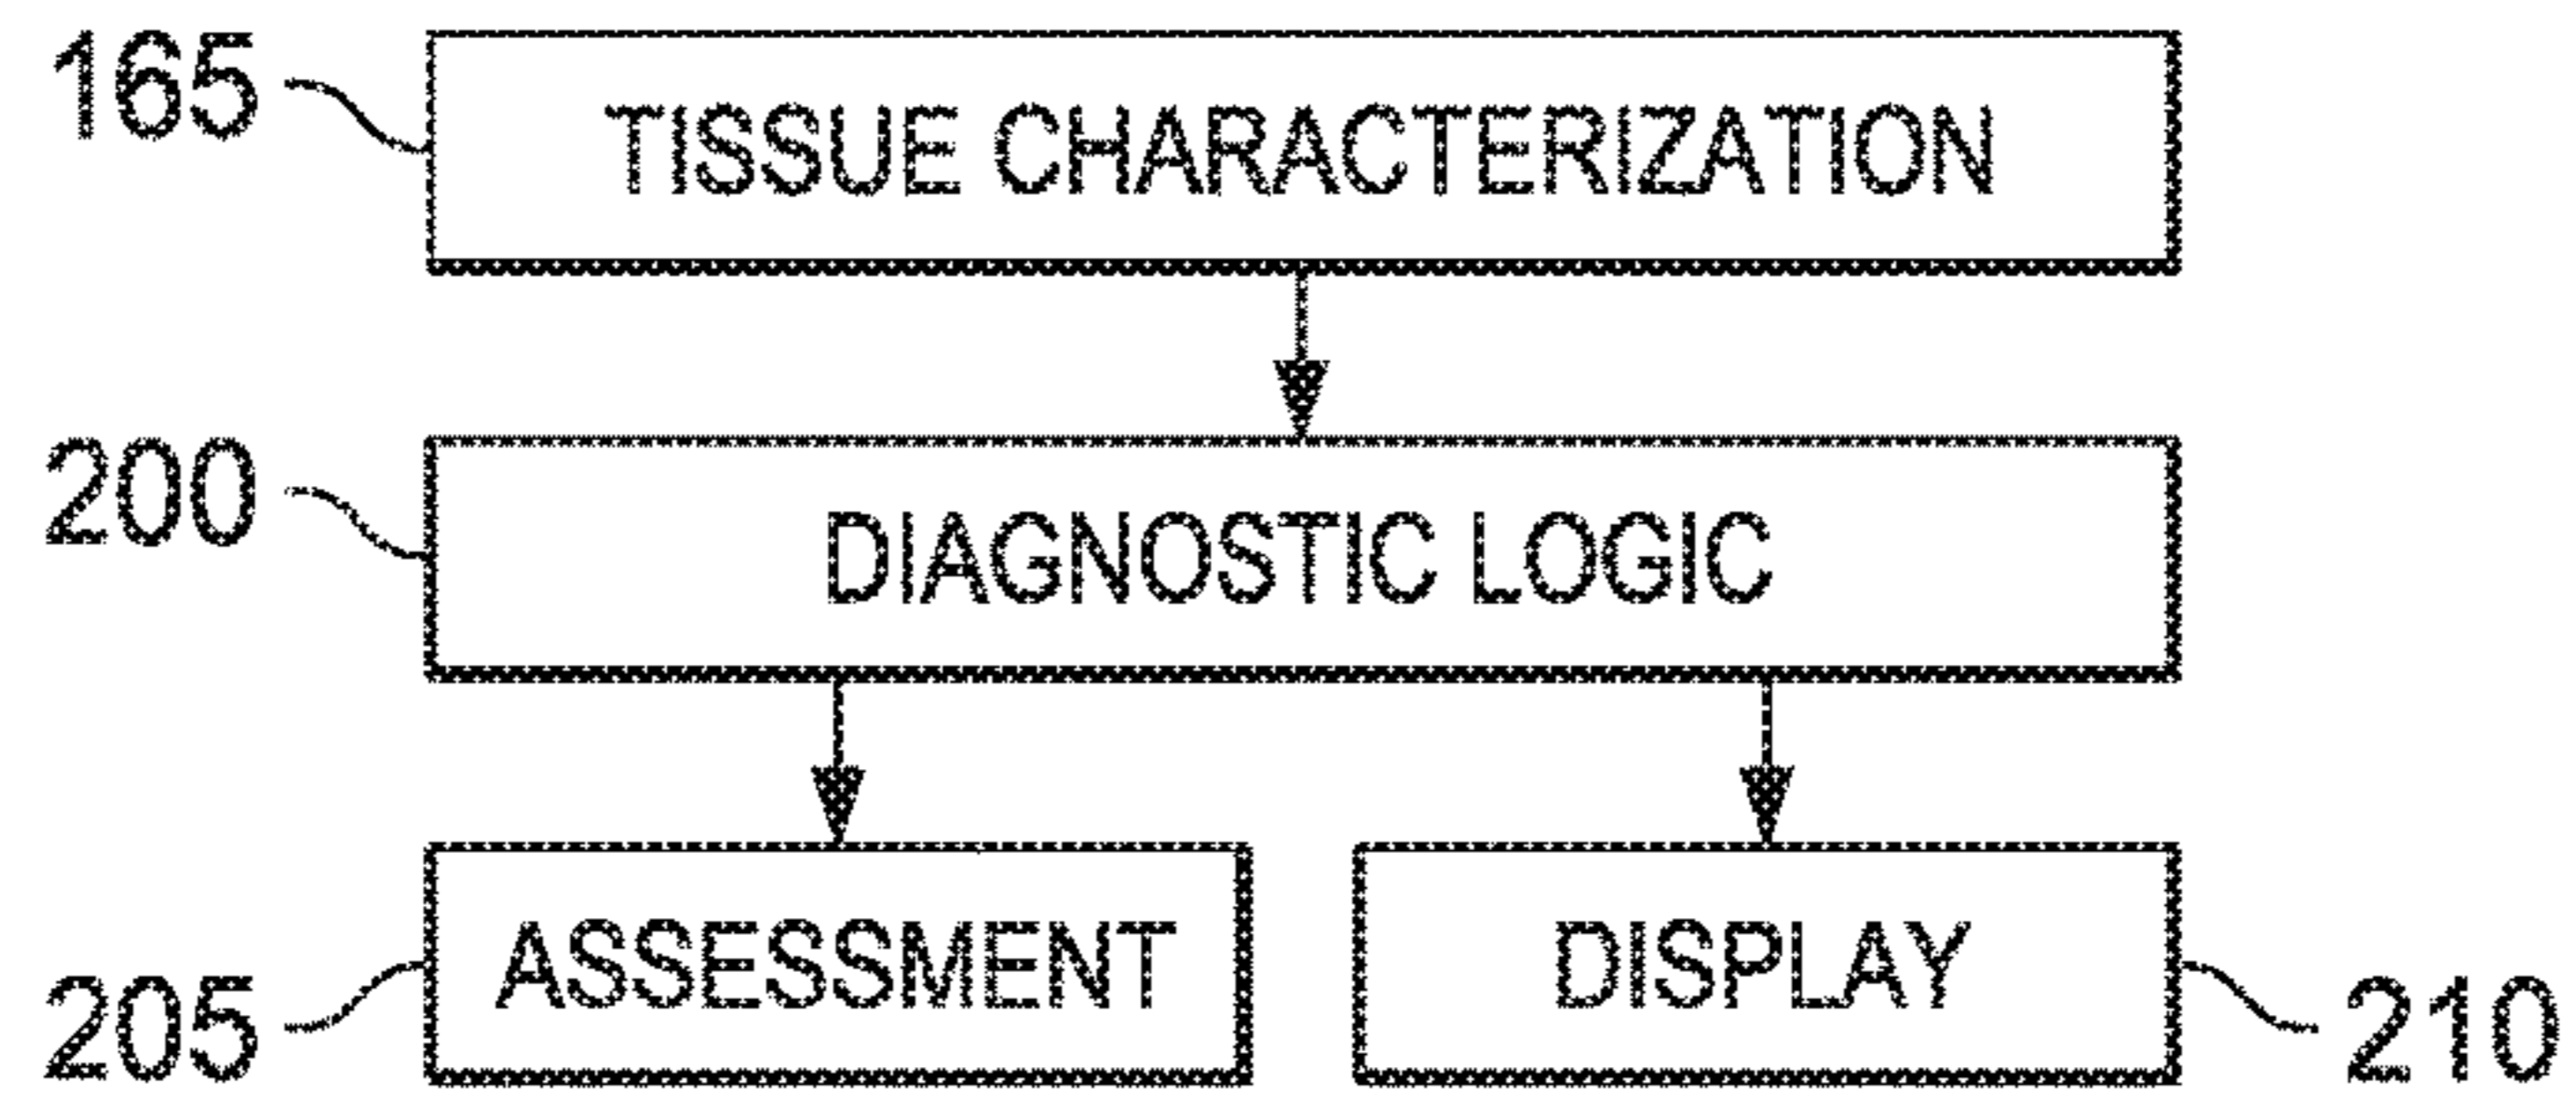 165
TISSUE CHARACTERIZATION
200
DIAGNOSTIC LOGIC
205
ASSESSMENT
DISPLAY
210